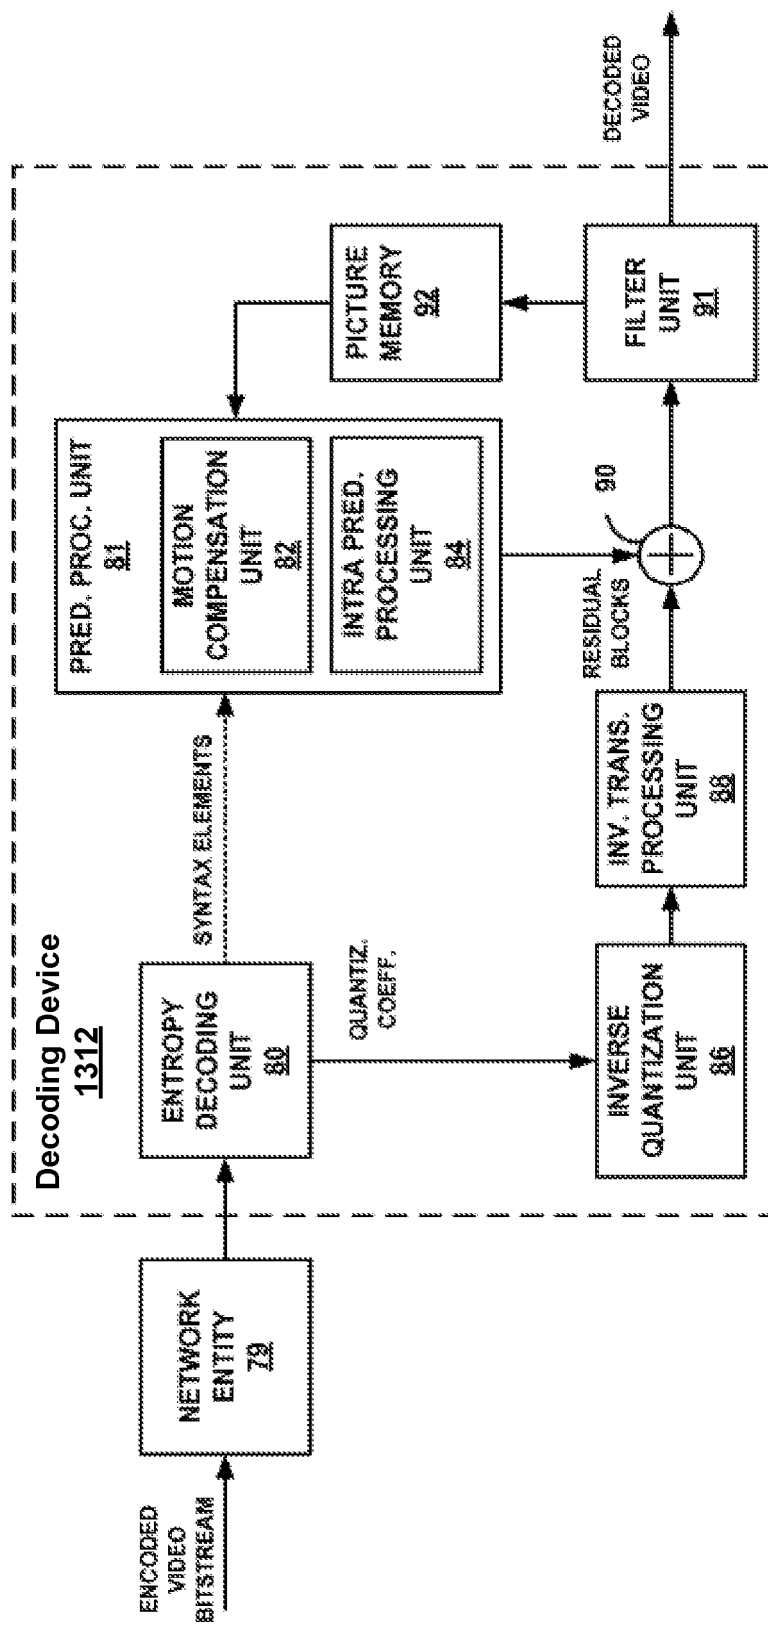 Decoding Device
1312
ENCODED
VIDEO
BITSTREAM
NETWORK
ENTITY
79
ENTROPY
DECODING
UNIT
80
SYNTAX ELEMENTS
QUANTIZ.
COEFF.
PRED. PROC. UNIT
81
MOTION
COMPENSATION
UNIT
82
INTRA PRED.
PROCESSING
UNIT
84
PICTURE
MEMORY
92
INVERSE
QUANTIZATION
UNIT
86
INV. TRANS.
PROCESSING
UNIT
88
RESIDUAL
BLOCKS
90
FILTER
UNIT
91
DECODED
VIDEO